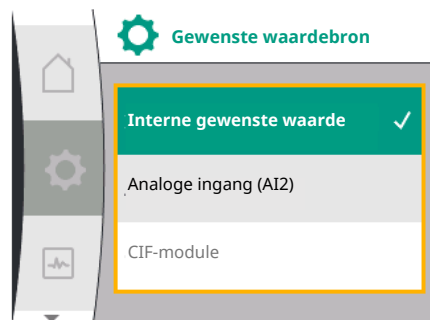 Gewenste waardebron
Interne gewenste waarde
Analoge ingang (AI2)
CIF-module